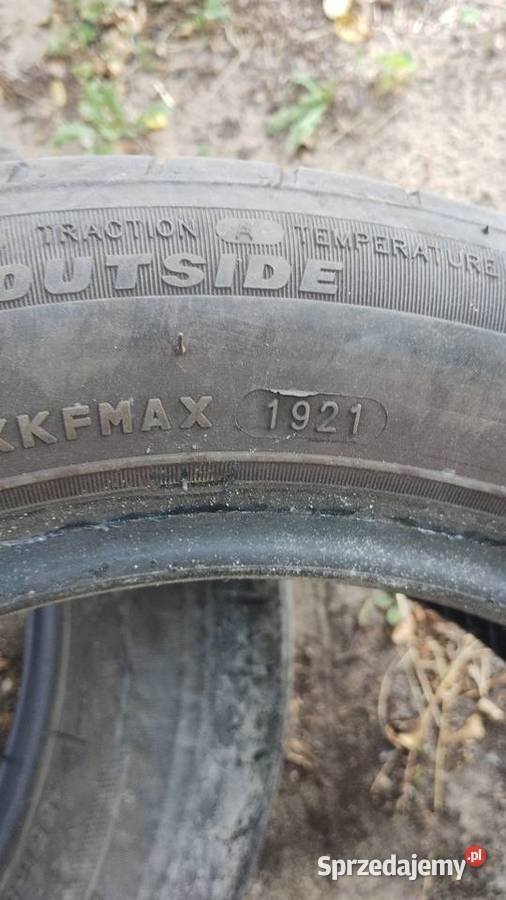 TRACTION A TEMPERATURE
OUTSIDE
KKFMAX 1921
Sprzedajemy.pl